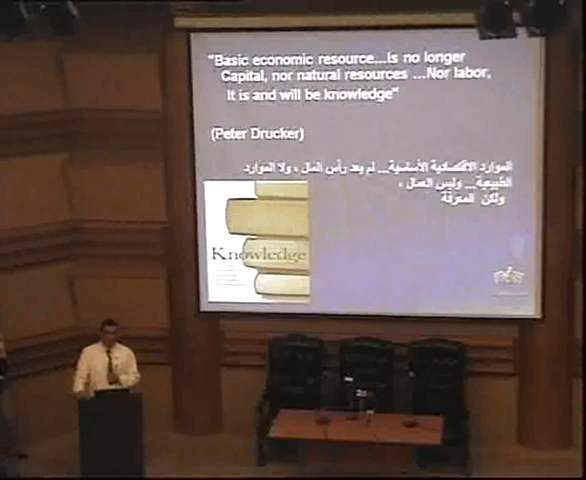 "Basic economic resource...Is no longer
Capital, nor natural resources ...Nor labor,
It is and will be knowledge"
(Peter Drucker)
الموارد الاقتصادية الأساسية... لم يعد رأس المال ، ولا الموارد
الطبيعية... وليس العمال ،
ولكن المعرفة
Knowledge